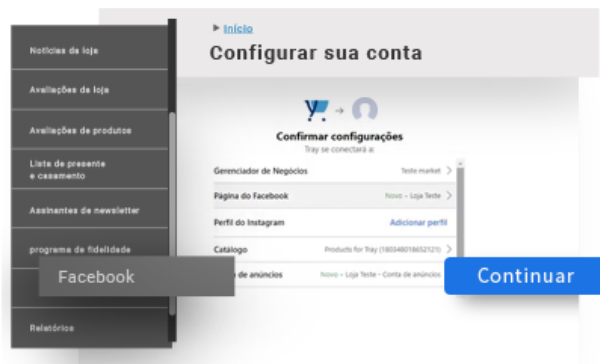 Início
Configurar sua conta
Notícias da loja
Avaliações da loja
Avaliações de produtos
Lista de presente
e casamento
Assinantes de newsletter
programa de fidelidade
Facebook
Relatórios
Confirmar configurações
Tray se conectará a:
Gerenciador de Negócios Teste market
Página do Facebook Novo - Loja Teste
Perfil do Instagram Adicionar perfil
Catálogo Products for Tray (180348018652121)
de anúncios Novo - Loja Teste - Conta de anúncios
Continuar